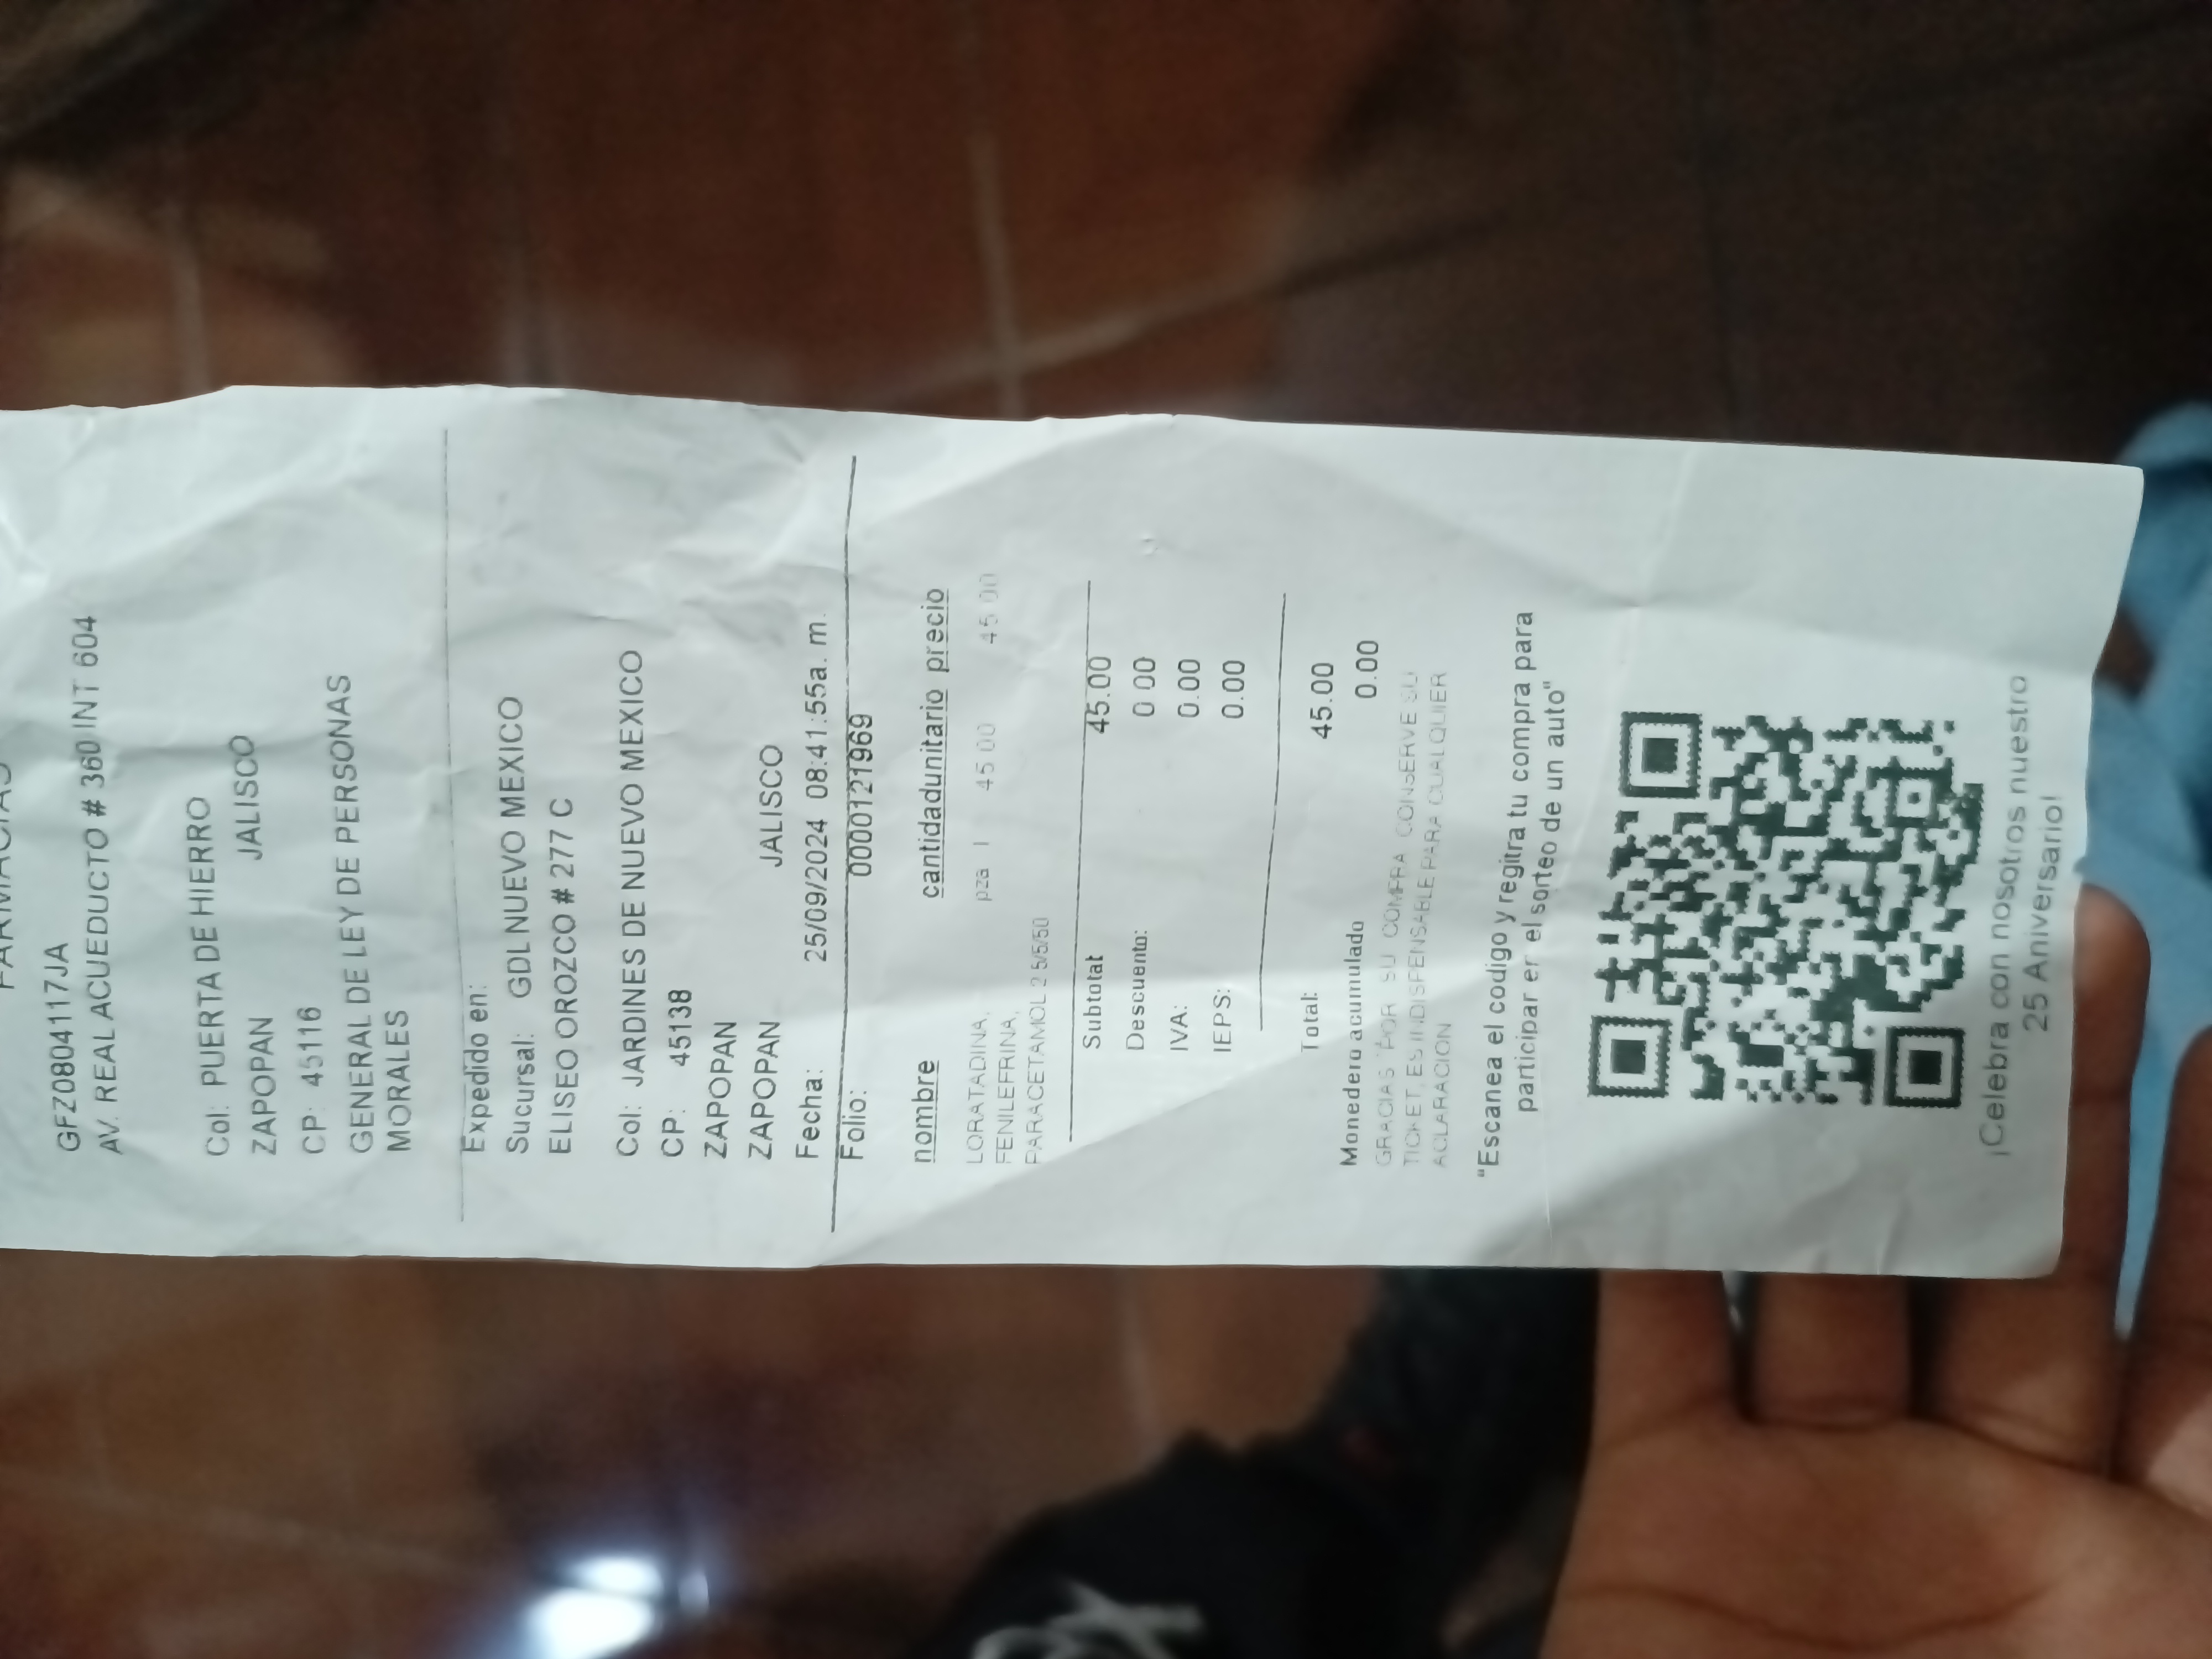 FARMACIAS
GFZ0804117JA
AV. REAL ACUEDUCTO # 360 INT 604
Col: PUERTA DE HIERRO
ZAPOPAN JALISCO
CP: 45116
GENERAL DE LEY DE PERSONAS
MORALES
Expedido en:
Sucursal: GDL NUEVO MEXICO
ELISEO OROZCO # 277 C
Col: JARDINES DE NUEVO MEXICO
CP: 45138
ZAPOPAN
ZAPOPAN JALISCO
Fecha: 25/09/2024 08:41:55a. m.
Folio: 0000121969
nombre cantidadunitario precio
LORATADINA, pza 1 45.00 45.00
FENILEFRINA,
PARACETAMOL 2.5/5/50
Subtotal 45.00
Descuento: 0.00
IVA: 0.00
IEPS: 0.00
Total: 45.00
Monedero acumulado 0.00
GRACIAS POR SU COMPRA CONSERVE SU
TICKET, ES INDISPENSABLE PARA CUALQUIER
ACLARACION
"Escanea el codigo y regitra tu compra para
participar er el sorteo de un auto"
¡Celebra con nosotros nuestro
25 Aniversario!